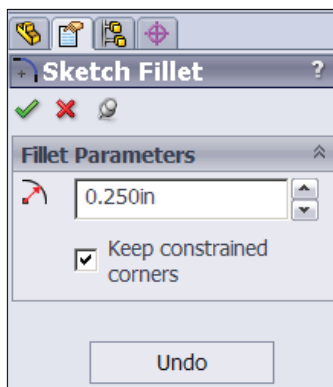 Sketch Fillet ?
Fillet Parameters
0.250in
Keep constrained
corners
Undo